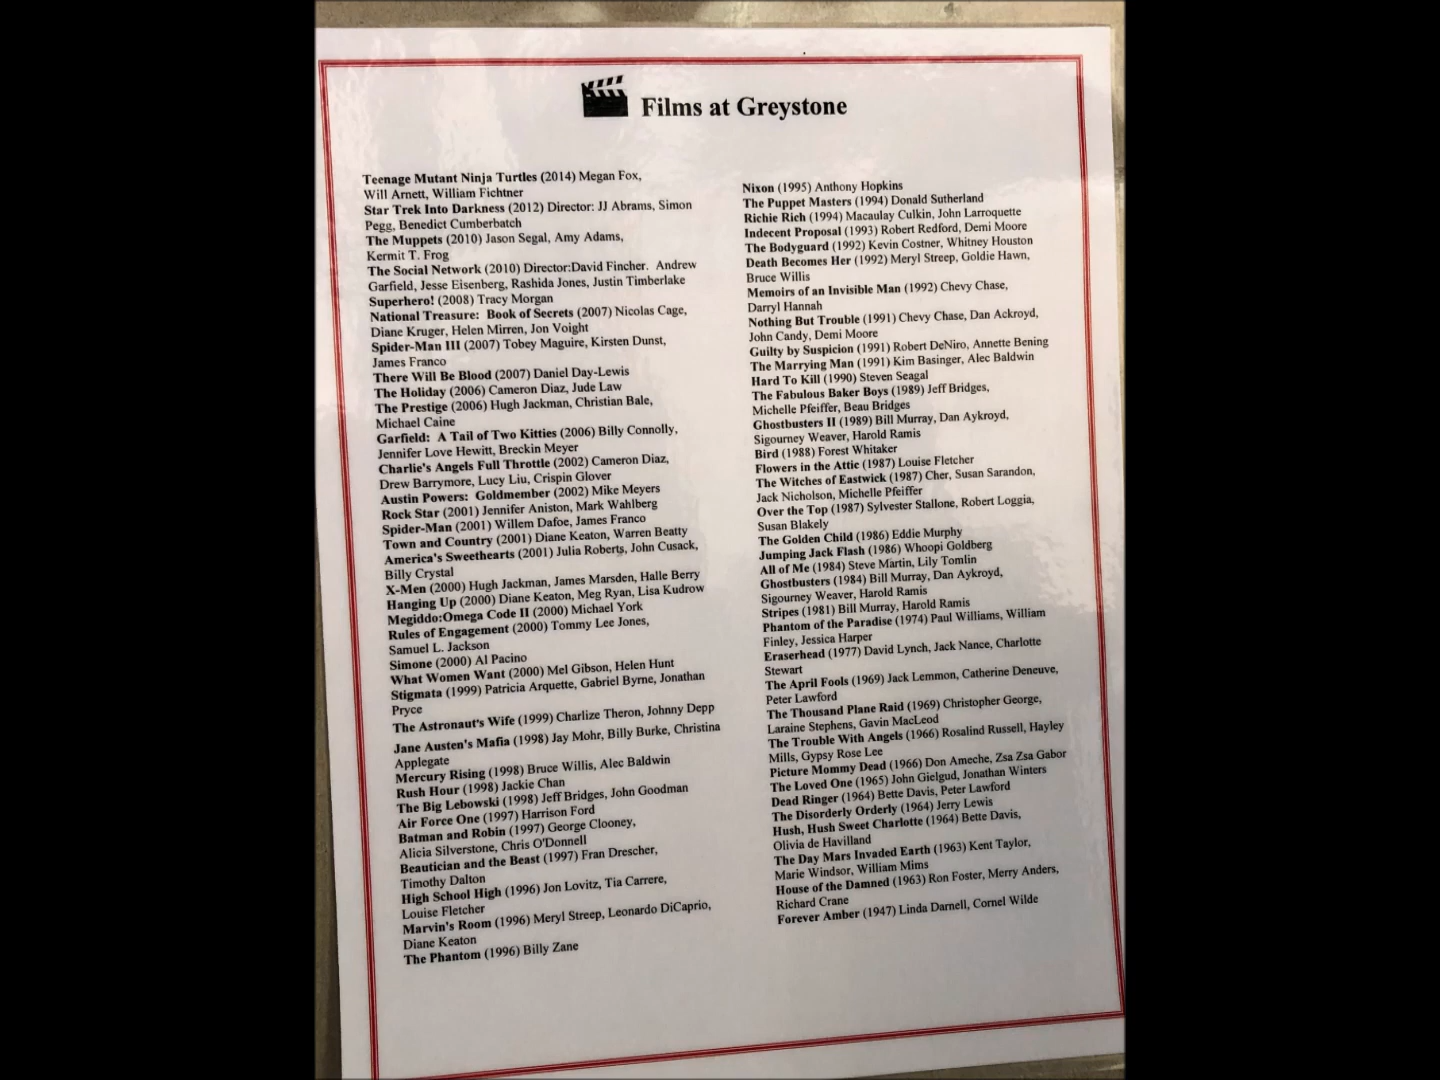 Films at Greystone
Teenage Mutant Ninja Turtles (2014) Megan Fox,
Will Arnett, William Fichtner
Star Trek Into Darkness (2012) Director: JJ Abrams, Simon
Pegg, Benedict Cumberbatch
The Muppets (2010) Jason Segal, Amy Adams,
Kermit T. Frog
The Social Network (2010) Director:David Fincher. Andrew
Garfield, Jesse Eisenberg, Rashida Jones, Justin Timberlake
Superhero! (2008) Tracy Morgan
National Treasure: Book of Secrets (2007) Nicolas Cage,
Diane Kruger, Helen Mirren, Jon Voight
Spider-Man III (2007) Tobey Maguire, Kirsten Dunst,
James Franco
There Will Be Blood (2007) Daniel Day-Lewis
The Holiday (2006) Cameron Diaz, Jude Law
The Prestige (2006) Hugh Jackman, Christian Bale,
Michael Caine
Garfield: A Tail of Two Kitties (2006) Billy Connolly,
Jennifer Love Hewitt, Breckin Meyer
Charlie's Angels Full Throttle (2002) Cameron Diaz,
Drew Barrymore, Lucy Liu, Crispin Glover
Austin Powers: Goldmember (2002) Mike Meyers
Rock Star (2001) Jennifer Aniston, Mark Wahlberg
Spider-Man (2001) Willem Dafoe, James Franco
Town and Country (2001) Diane Keaton, Warren Beatty
America's Sweethearts (2001) Julia Roberts, John Cusack,
Billy Crystal
X-Men (2000) Hugh Jackman, James Marsden, Halle Berry
Hanging Up (2000) Diane Keaton, Meg Ryan, Lisa Kudrow
Megiddo:Omega Code II (2000) Michael York
Rules of Engagement (2000) Tommy Lee Jones,
Samuel L. Jackson
Simone (2000) Al Pacino
What Women Want (2000) Mel Gibson, Helen Hunt
Stigmata (1999) Patricia Arquette, Gabriel Byrne, Jonathan
Pryce
The Astronaut's Wife (1999) Charlize Theron, Johnny Depp
Jane Austen's Mafia (1998) Jay Mohr, Billy Burke, Christina
Applegate
Mercury Rising (1998) Bruce Willis, Alec Baldwin
Rush Hour (1998) Jackie Chan
The Big Lebowski (1998) Jeff Bridges, John Goodman
Air Force One (1997) Harrison Ford
Batman and Robin (1997) George Clooney,
Alicia Silverstone, Chris O'Donnell
Beautician and the Beast (1997) Fran Drescher,
Timothy Dalton
High School High (1996) Jon Lovitz, Tia Carrere,
Louise Fletcher
Marvin's Room (1996) Meryl Streep, Leonardo DiCaprio,
Diane Keaton
The Phantom (1996) Billy Zane
Nixon (1995) Anthony Hopkins
The Puppet Masters (1994) Donald Sutherland
Richie Rich (1994) Macaulay Culkin, John Larroquette
Indecent Proposal (1993) Robert Redford, Demi Moore
The Bodyguard (1992) Kevin Costner, Whitney Houston
Death Becomes Her (1992) Meryl Streep, Goldie Hawn,
Bruce Willis
Memoirs of an Invisible Man (1992) Chevy Chase,
Darryl Hannah
Nothing But Trouble (1991) Chevy Chase, Dan Ackroyd,
John Candy, Demi Moore
Guilty by Suspicion (1991) Robert DeNiro, Annette Bening
The Marrying Man (1991) Kim Basinger, Alec Baldwin
Hard To Kill (1990) Steven Seagal
The Fabulous Baker Boys (1989) Jeff Bridges,
Michelle Pfeiffer, Beau Bridges
Ghostbusters II (1989) Bill Murray, Dan Aykroyd,
Sigourney Weaver, Harold Ramis
Bird (1988) Forest Whitaker
Flowers in the Attic (1987) Louise Fletcher
The Witches of Eastwick (1987) Cher, Susan Sarandon,
Jack Nicholson, Michelle Pfeiffer
Over the Top (1987) Sylvester Stallone, Robert Loggia,
Susan Blakely
The Golden Child (1986) Eddie Murphy
Jumping Jack Flash (1986) Whoopi Goldberg
All of Me (1984) Steve Martin, Lily Tomlin
Ghostbusters (1984) Bill Murray, Dan Aykroyd,
Sigourney Weaver, Harold Ramis
Stripes (1981) Bill Murray, Harold Ramis
Phantom of the Paradise (1974) Paul Williams, William
Finley, Jessica Harper
Eraserhead (1977) David Lynch, Jack Nance, Charlotte
Stewart
The April Fools (1969) Jack Lemmon, Catherine Deneuve,
Peter Lawford
The Thousand Plane Raid (1969) Christopher George,
Laraine Stephens, Gavin MacLeod
The Trouble With Angels (1966) Rosalind Russell, Hayley
Mills, Gypsy Rose Lee
Picture Mommy Dead (1966) Don Ameche, Zsa Zsa Gabor
The Loved One (1965) John Gielgud, Jonathan Winters
Dead Ringer (1964) Bette Davis, Peter Lawford
The Disorderly Orderly (1964) Jerry Lewis
Hush, Hush Sweet Charlotte (1964) Bette Davis,
Olivia de Havilland
The Day Mars Invaded Earth (1963) Kent Taylor,
Marie Windsor, William Mims
House of the Damned (1963) Ron Foster, Merry Anders,
Richard Crane
Forever Amber (1947) Linda Darnell, Cornel Wilde